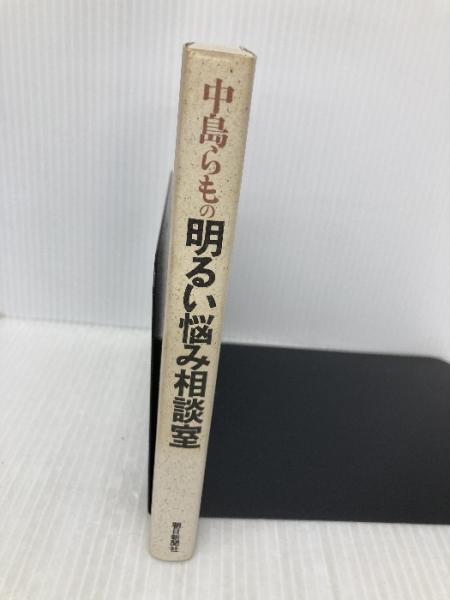 中島らもの
明るい悩み相談室
朝日新聞社